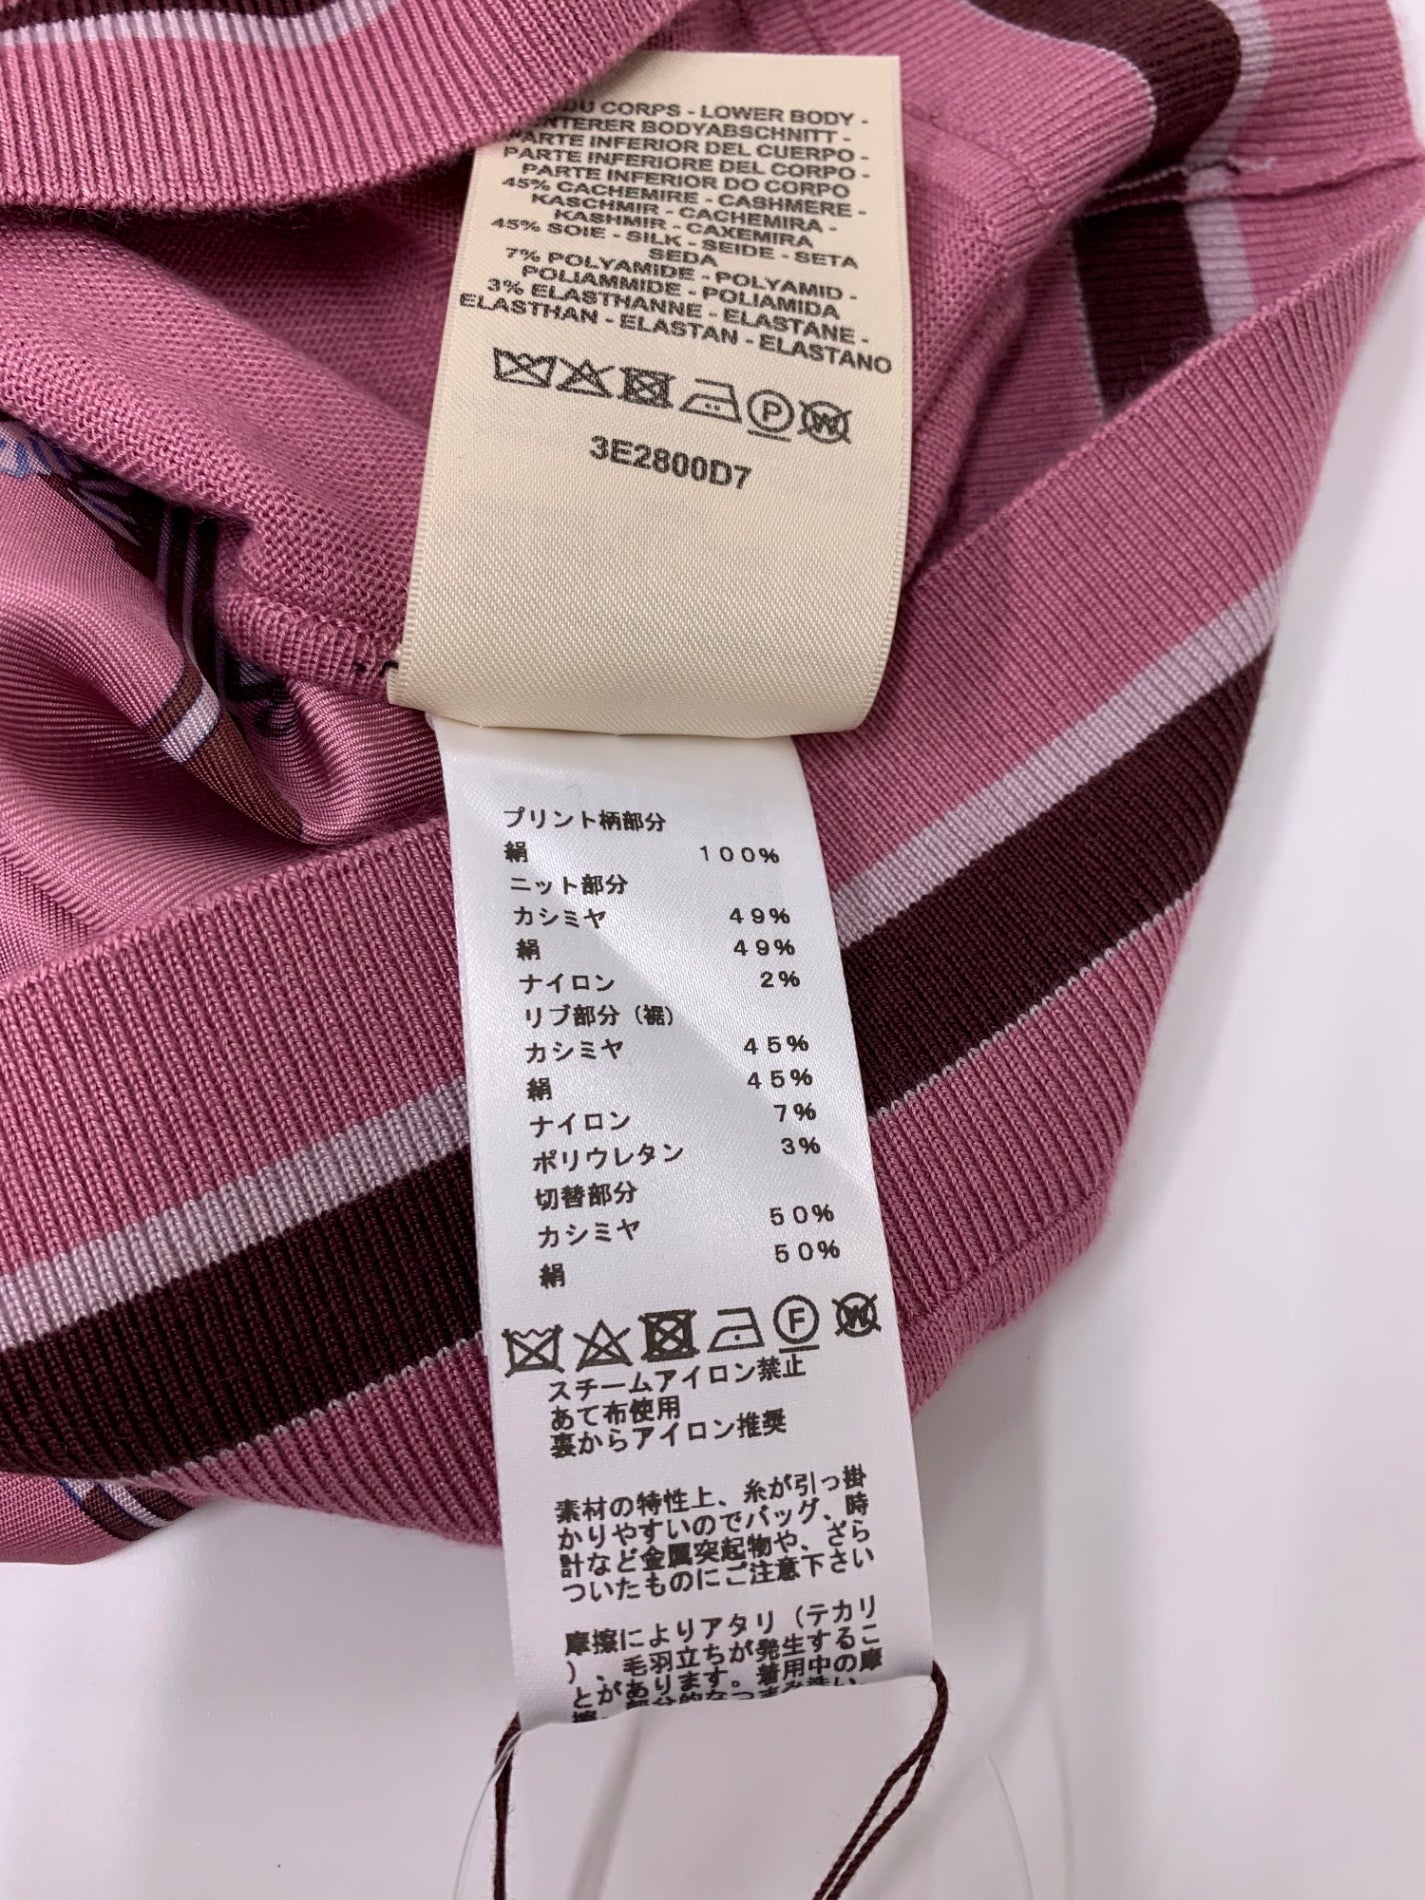 DU CORPS - LOWER BODY -
UNTERER BODYABSCHNITT -
PARTE INFERIOR DEL CUERPO -
PARTE INFERIORE DEL CORPO -
PARTE INFERIOR DO CORPO
45% CACHEMIRE - CASHMERE -
KASCHMIR - CACHEMIRA -
KASHMIR - CAXEMIRA
45% SOIE - SILK - SEIDE - SETA
SEDA
7% POLYAMIDE - POLYAMID -
POLIAMMIDE - POLIAMIDA
3% ELASTHANNE - ELASTANE -
ELASTHAN - ELASTAN - ELASTANO
P W
3E2800D7
プリント柄部分
絹 100%
ニット部分
カシミヤ 49%
絹 49%
ナイロン 2%
リブ部分(裾)
カシミヤ 45%
絹 45%
ナイロン 7%
ポリウレタン 3%
切替部分
カシミヤ 50%
絹 50%
F W
スチームアイロン禁止
あて布使用
裏からアイロン推奨
素材の特性上、糸が引っ掛
かりやすいのでバッグ、時
計など金属突起物や、ざら
ついたものにご注意下さい
摩擦によりアタリ(テカリ
)、毛羽立ちが発生するこ
とがあります。着用中の摩
擦、部分的なつまみ洗い、